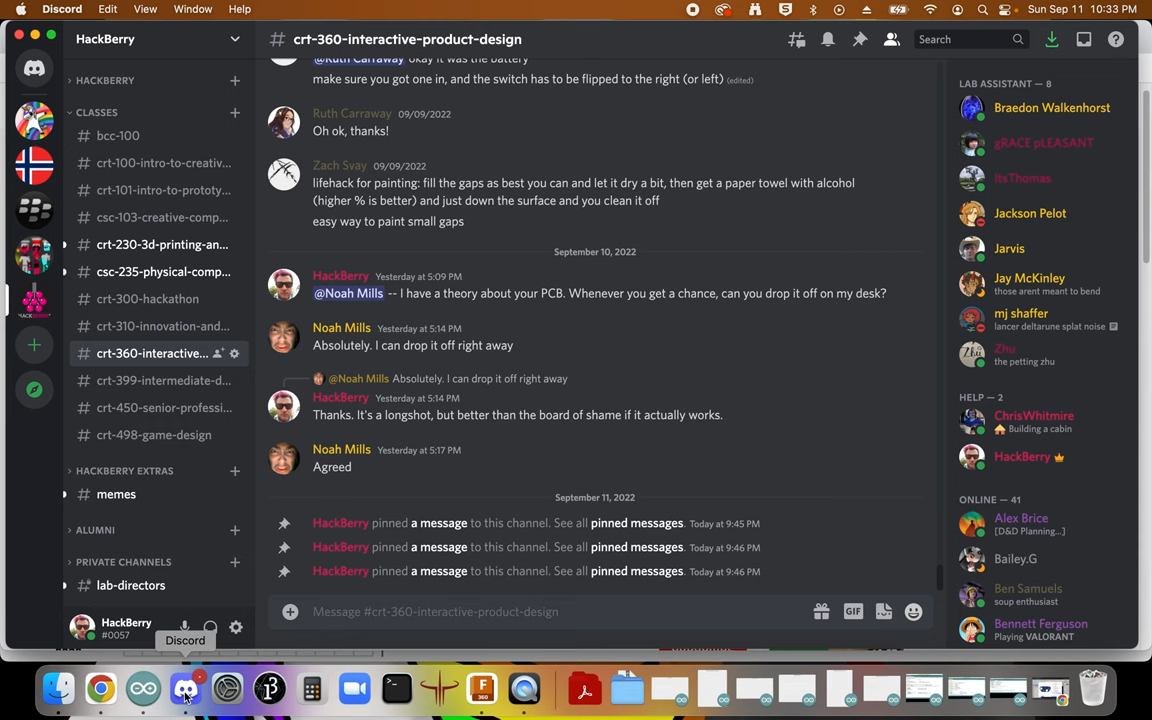 Discord Edit View Window Help Sun Sep 11 10:33 PM
HackBerry
# crt-360-interactive-product-design
Search
HACKBERRY
CLASSES
# bcc-100
# crt-100-intro-to-creativ...
# crt-101-intro-to-prototy...
# csc-103-creative-comp...
# crt-230-3d-printing-an...
# csc-235-physical-comp...
# crt-300-hackathon
# crt-310-innovation-and...
# crt-360-interactive...
# crt-399-intermediate-d...
# crt-450-senior-professi...
# crt-498-game-design
HACKBERRY EXTRAS
# memes
ALUMNI
PRIVATE CHANNELS
# lab-directors
HackBerry
#0057
Discord
@Ruth Carraway okay it was the battery
make sure you got one in, and the switch has to be flipped to the right (or left) (edited)
Ruth Carraway 09/09/2022
Oh ok, thanks!
Zach Svay 09/09/2022
lifehack for painting: fill the gaps as best you can and let it dry a bit, then get a paper towel with alcohol
(higher % is better) and just down the surface and you clean it off
easy way to paint small gaps
September 10, 2022
HackBerry Yesterday at 5:09 PM
@Noah Mills -- I have a theory about your PCB. Whenever you get a chance, can you drop it off on my desk?
Noah Mills Yesterday at 5:14 PM
Absolutely. I can drop it off right away
@Noah Mills Absolutely. I can drop it off right away
HackBerry Yesterday at 5:14 PM
Thanks. It's a longshot, but better than the board of shame if it actually works.
Noah Mills Yesterday at 5:17 PM
Agreed
September 11, 2022
HackBerry pinned a message to this channel. See all pinned messages. Today at 9:45 PM
HackBerry pinned a message to this channel. See all pinned messages. Today at 9:46 PM
HackBerry pinned a message to this channel. See all pinned messages. Today at 9:46 PM
Message #crt-360-interactive-product-design
GIF
LAB ASSISTANT — 8
Braedon Walkenhorst
gRACE pLEASANT
ItsThomas
Jackson Pelot
Jarvis
Jay McKinley
those arent meant to bend
mj shaffer
lancer deltarune splat noise
Zhu
the petting zhu
HELP — 2
ChrisWhitmire
Building a cabin
HackBerry
ONLINE — 41
Alex Brice
[D&D Planning...]
Bailey.G
Ben Samuels
soup enthusiast
Bennett Ferguson
Playing VALORANT